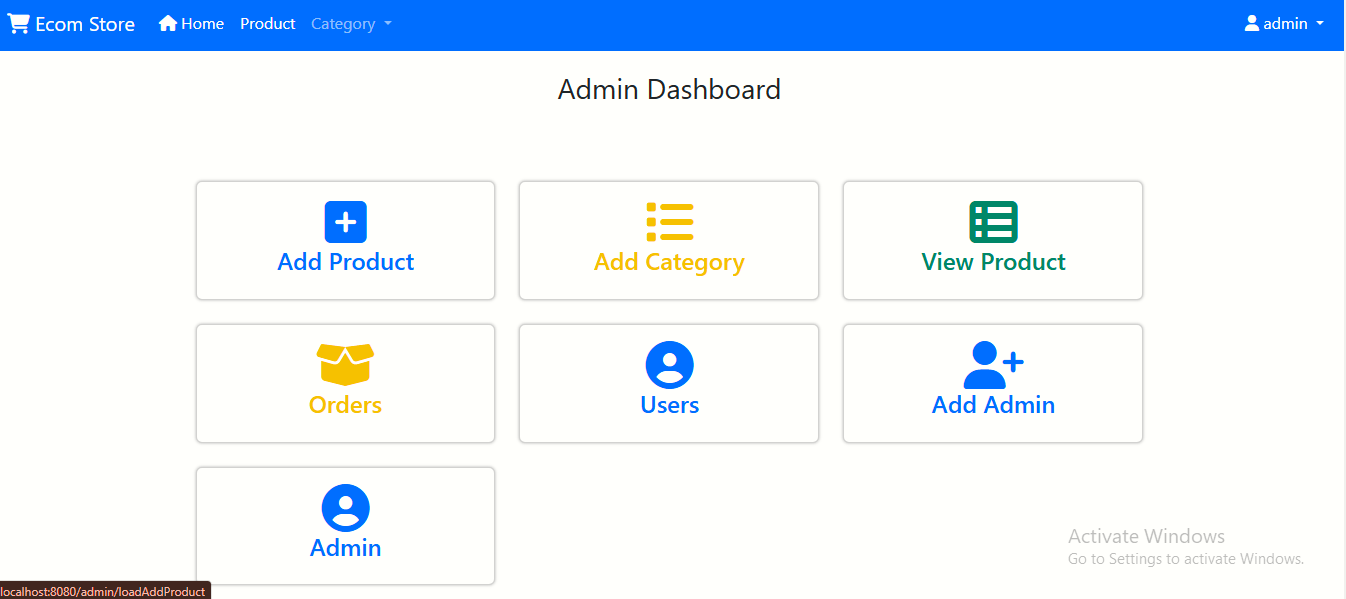 Ecom Store Home Product Category admin
Admin Dashboard
Add Product Add Category View Product
Orders Users Add Admin
Admin
Activate Windows
Go to Settings to activate Windows.
localhost:8080/admin/loadAddProduct